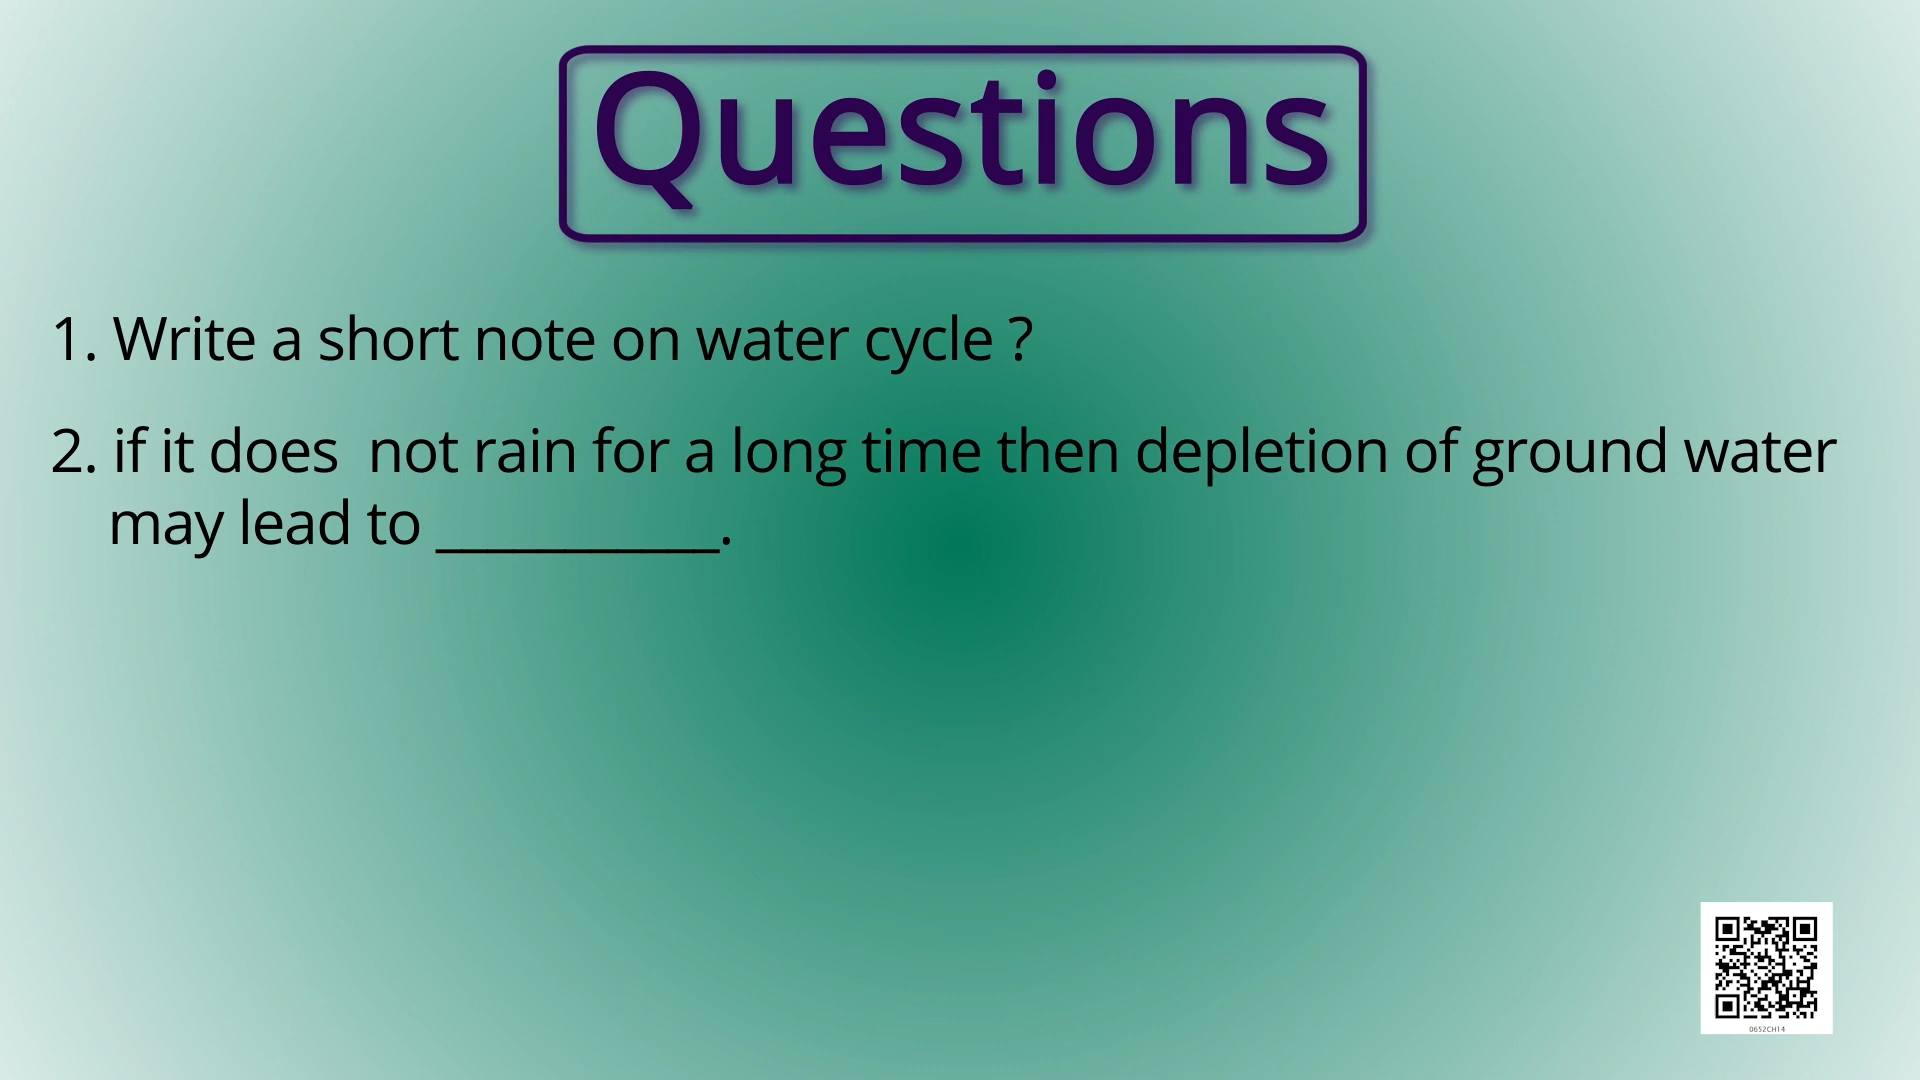 Questions
1. Write a short note on water cycle ?
2. if it does  not rain for a long time then depletion of ground water
may lead to ___________.
0652CH14